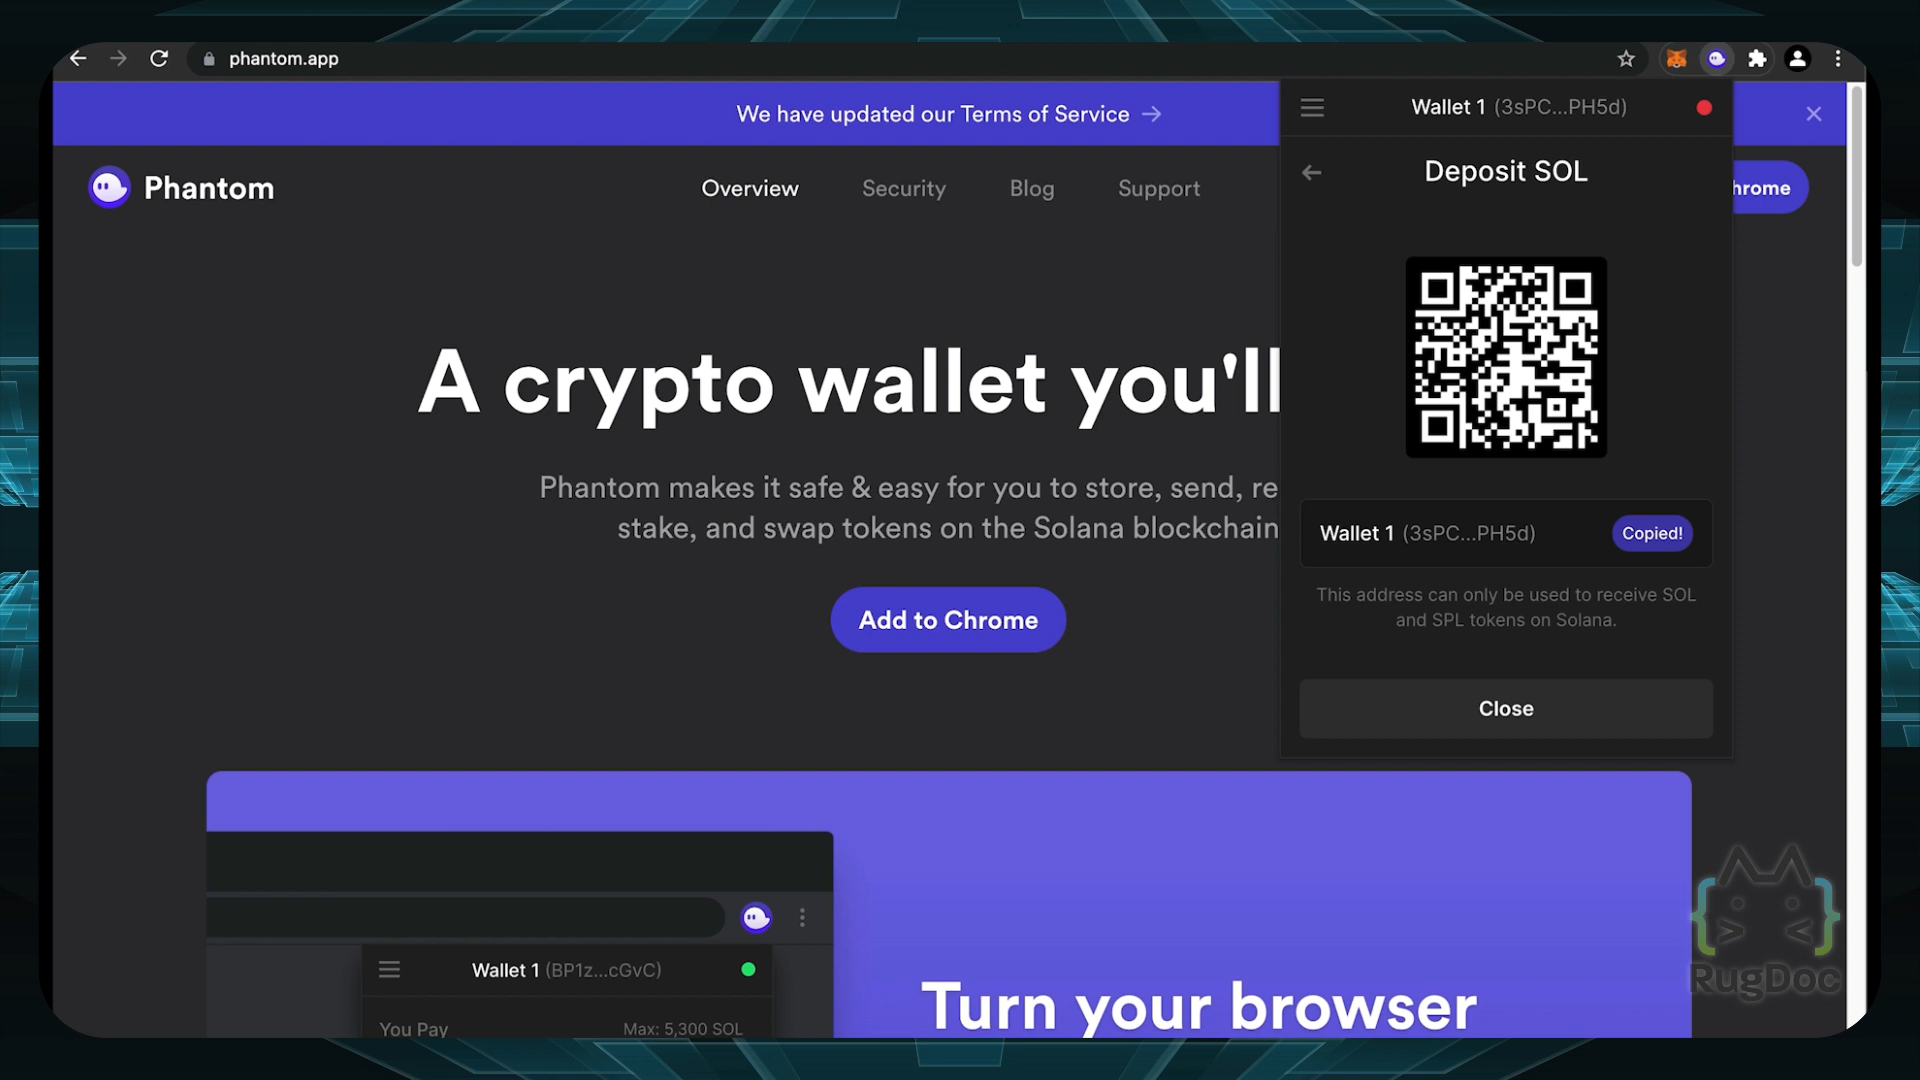 phantom.app
We have updated our Terms of Service →
Phantom
Overview
Security
Blog
Support
hrome
A crypto wallet you'll
Phantom makes it safe & easy for you to store, send, re
stake, and swap tokens on the Solana blockchain
Add to Chrome
Wallet 1 (3sPC...PH5d)
Deposit SOL
Wallet 1 (3sPC...PH5d)
Copied!
This address can only be used to receive SOL
and SPL tokens on Solana.
Close
Wallet 1 (BP1z...cGvC)
You Pay
Max: 5,300 SOL
Turn your browser
RugDoc